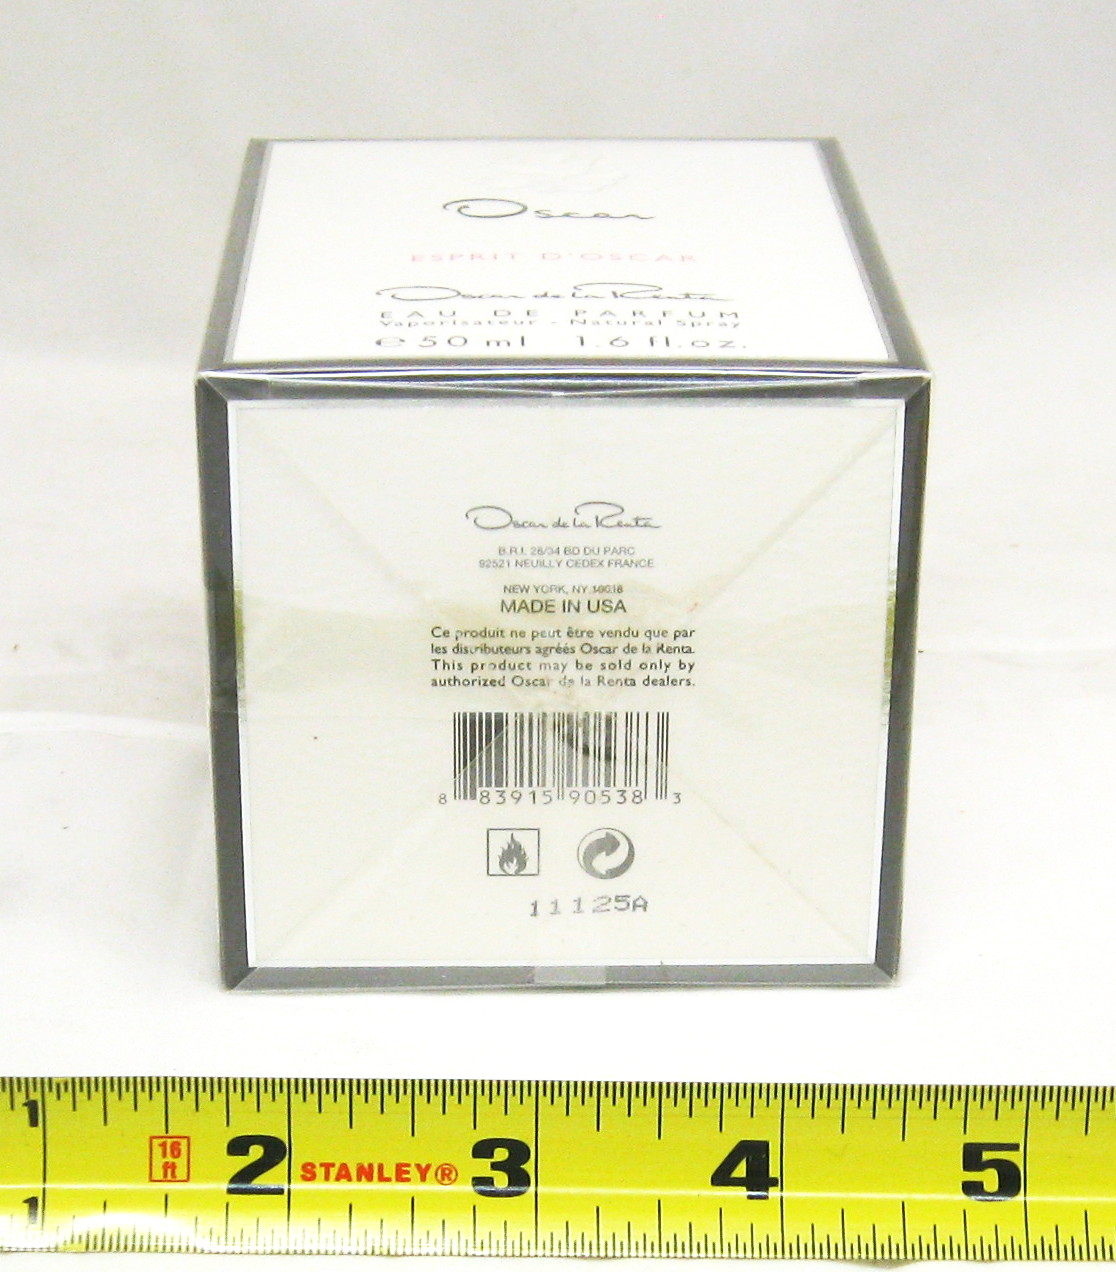 Oscar
ESPRIT D'OSCAR
Oscar de la Renta
EAU DE PARFUM
Vaporisateur - Natural Spray
℮ 50 ml 1.6 fl.oz.
Oscar de la Renta
B.R.I. 26/34 BD DU PARC
92521 NEUILLY CEDEX FRANCE
NEW YORK, NY
MADE IN USA
Ce produit ne peut être vendu que par
les distributeurs agréés Oscar de la Renta.
This product may be sold only by
authorized Oscar de la Renta dealers.
8 83915 90538 3
11125A
1 16 ft 2 STANLEY® 3 4 5
1